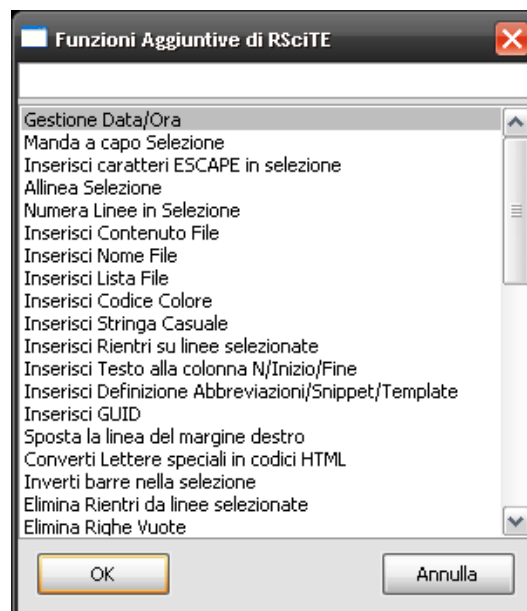 Funzioni Aggiuntive di RSciTE
Gestione Data/Ora
Manda a capo Selezione
Inserisci caratteri ESCAPE in selezione
Allinea Selezione
Numera Linee in Selezione
Inserisci Contenuto File
Inserisci Nome File
Inserisci Lista File
Inserisci Codice Colore
Inserisci Stringa Casuale
Inserisci Rientri su linee selezionate
Inserisci Testo alla colonna N/Inizio/Fine
Inserisci Definizione Abbreviazioni/Snippet/Template
Inserisci GUID
Sposta la linea del margine destro
Converti Lettere speciali in codici HTML
Inverti barre nella selezione
Elimina Rientri da linee selezionate
Elimina Righe Vuote
OK Annulla